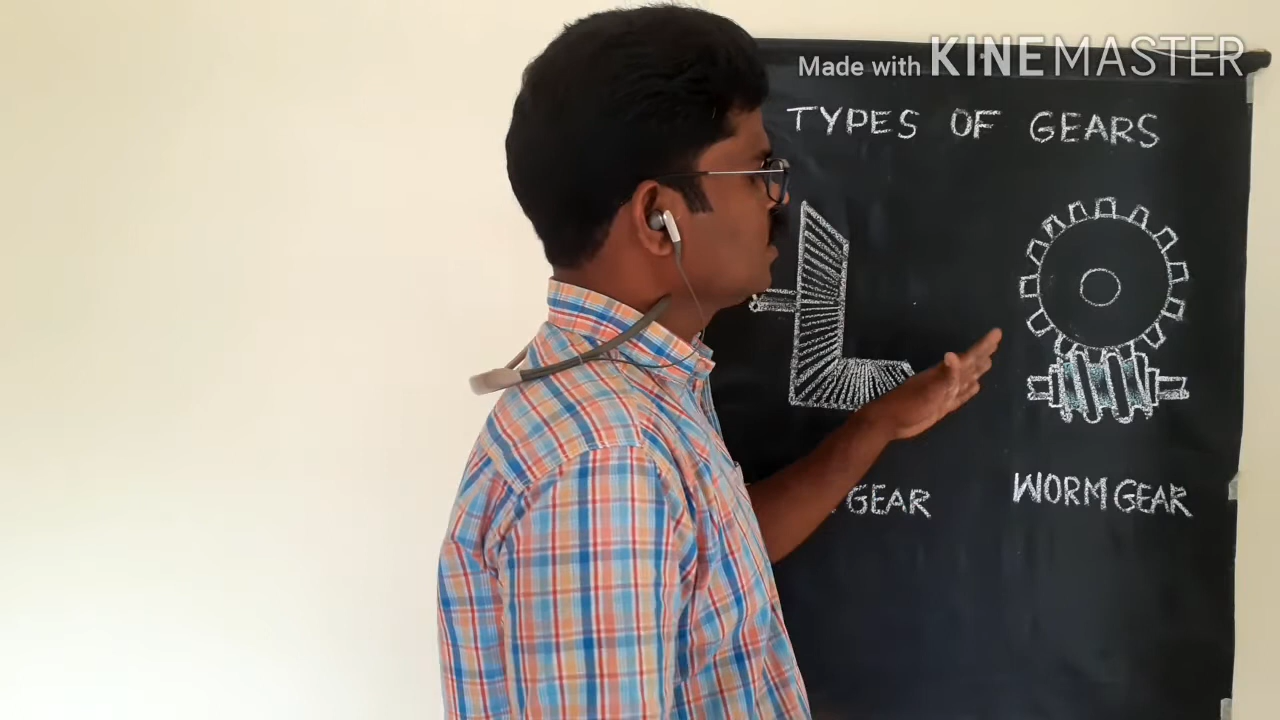 Made with KINEMASTER
TYPES OF GEARS
GEAR
WORM GEAR